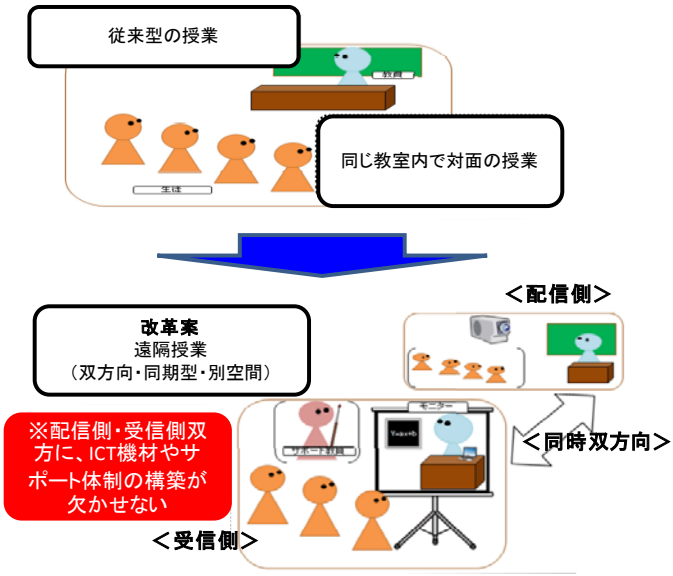 従来型の授業
教員
同じ教室内で対面の授業
生徒
＜配信側＞
改革案
遠隔授業
（双方向・同期型・別空間）
モニター
Y=ax+b
サポート教員
＜同時双方向＞
※配信側・受信側双
方に、ICT機材やサ
ポート体制の構築が
欠かせない
＜受信側＞